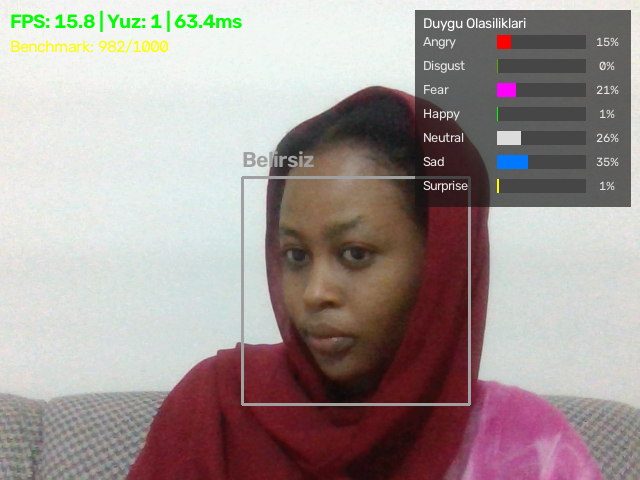 FPS: 15.8 | Yuz: 1 | 63.4ms
Benchmark: 982/1000
Duygu Olasiliklari
Angry 15%
Disgust 0%
Fear 21%
Happy 1%
Neutral 26%
Sad 35%
Surprise 1%
Belirsiz